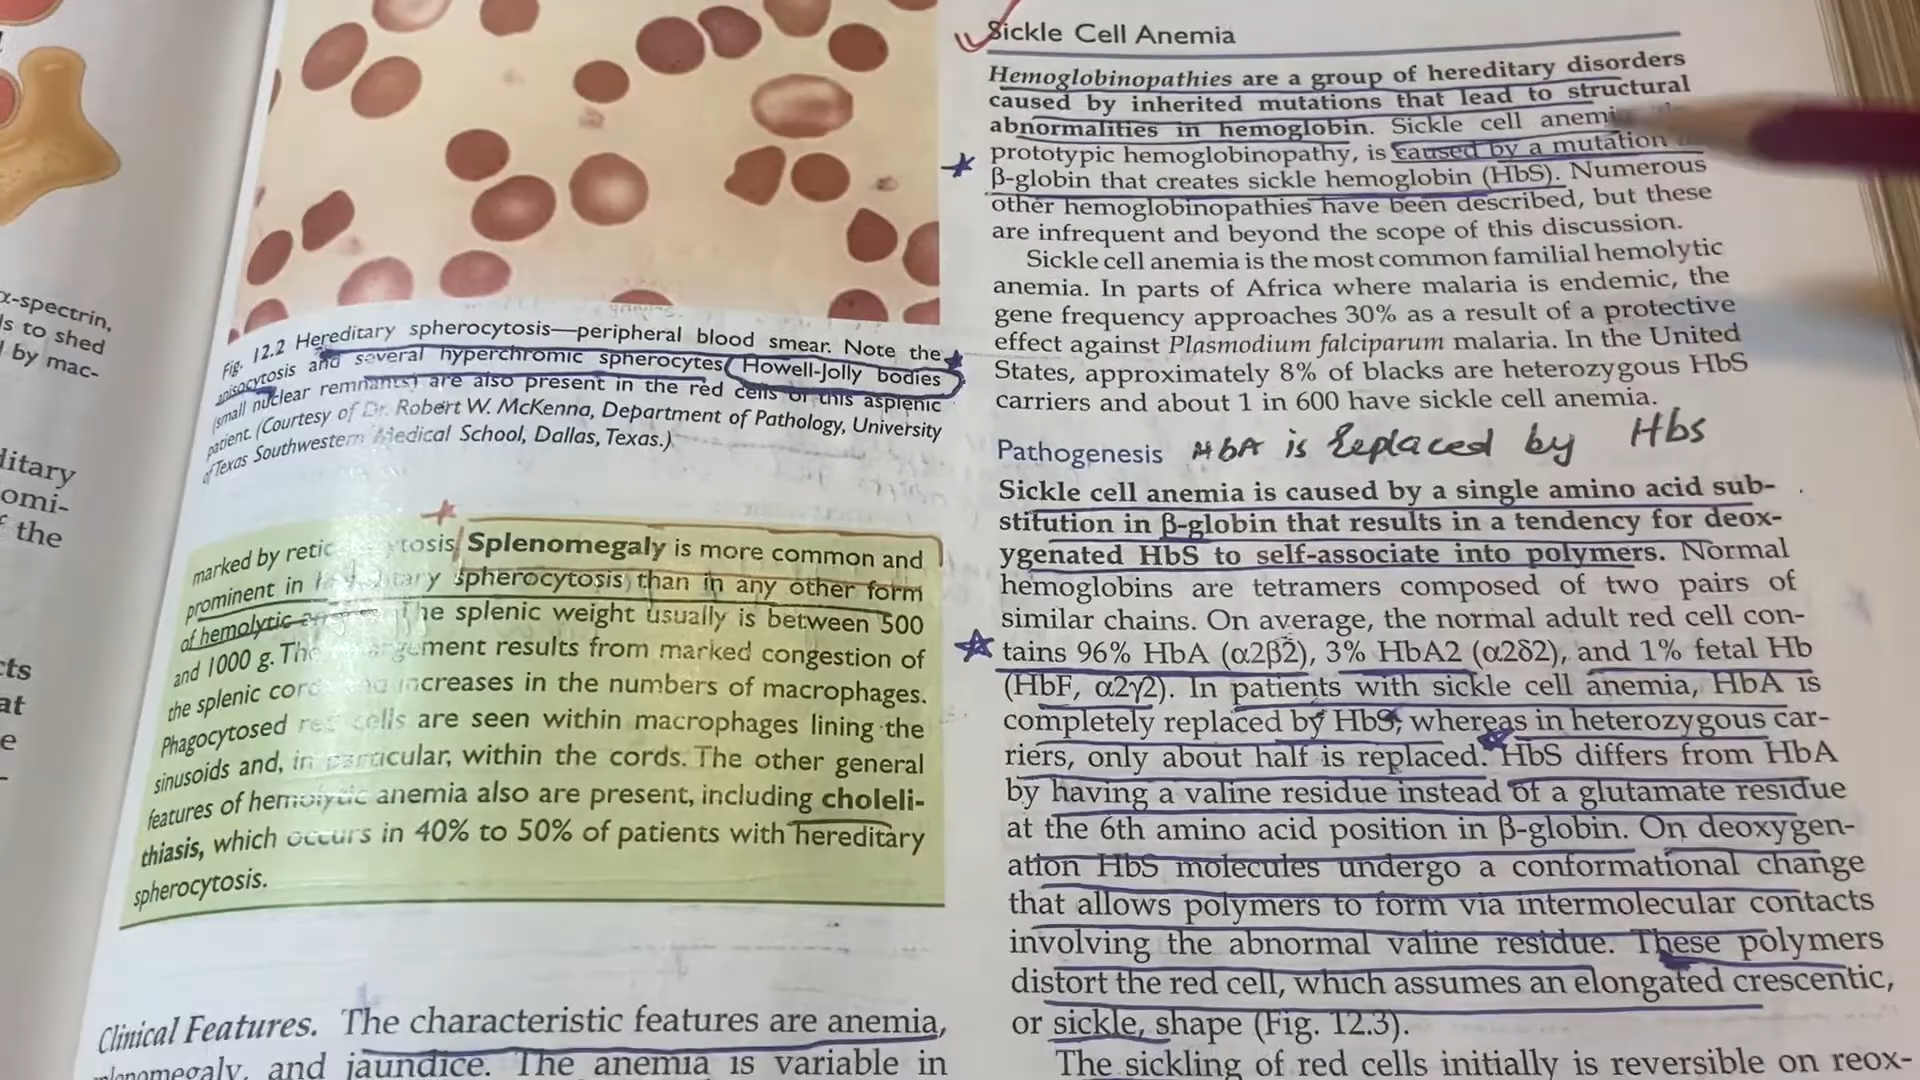 α-spectrin,
ls to shed
l by mac-
ditary
omi-
f the
cts
at
e
Fig. 12.2 Hereditary spherocytosis—peripheral blood smear. Note the
anisocytosis and several hyperchromic spherocytes. Howell-Jolly bodies
(small nuclear remnants) are also present in the red cells of this asplenic
patient. (Courtesy of Dr. Robert W. McKenna, Department of Pathology, University
of Texas Southwestern Medical School, Dallas, Texas.)
marked by retic tosis. Splenomegaly is more common and
prominent in hereditary spherocytosis than in any other form
of hemolytic The splenic weight usually is between 500
and 1000 g. The enlargement results from marked congestion of
the splenic cords and increases in the numbers of macrophages.
Phagocytosed red cells are seen within macrophages lining the
sinusoids and, in particular, within the cords. The other general
features of hemolytic anemia also are present, including choleli-
thiasis, which occurs in 40% to 50% of patients with hereditary
spherocytosis.
Clinical Features. The characteristic features are anemia,
splenomegaly, and jaundice. The anemia is variable in
Sickle Cell Anemia
Hemoglobinopathies are a group of hereditary disorders
caused by inherited mutations that lead to structural
abnormalities in hemoglobin. Sickle cell anemi
prototypic hemoglobinopathy, is caused by a mutation
β-globin that creates sickle hemoglobin (HbS). Numerous
other hemoglobinopathies have been described, but these
are infrequent and beyond the scope of this discussion.
Sickle cell anemia is the most common familial hemolytic
anemia. In parts of Africa where malaria is endemic, the
gene frequency approaches 30% as a result of a protective
effect against Plasmodium falciparum malaria. In the United
States, approximately 8% of blacks are heterozygous HbS
carriers and about 1 in 600 have sickle cell anemia.
Pathogenesis HbA is Replaced by Hbs
Sickle cell anemia is caused by a single amino acid sub-
stitution in β-globin that results in a tendency for deox-
ygenated HbS to self-associate into polymers. Normal
hemoglobins are tetramers composed of two pairs of
similar chains. On average, the normal adult red cell con-
tains 96% HbA (α2β2), 3% HbA2 (α2δ2), and 1% fetal Hb
(HbF, α2γ2). In patients with sickle cell anemia, HbA is
completely replaced by HbS, whereas in heterozygous car-
riers, only about half is replaced. HbS differs from HbA
by having a valine residue instead of a glutamate residue
at the 6th amino acid position in β-globin. On deoxygen-
ation HbS molecules undergo a conformational change
that allows polymers to form via intermolecular contacts
involving the abnormal valine residue. These polymers
distort the red cell, which assumes an elongated crescentic,
or sickle, shape (Fig. 12.3).
The sickling of red cells initially is reversible on reox-